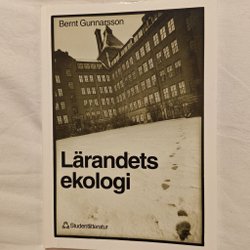 Bernt Gunnarsson
Lärandets
ekologi
Studentlitteratur